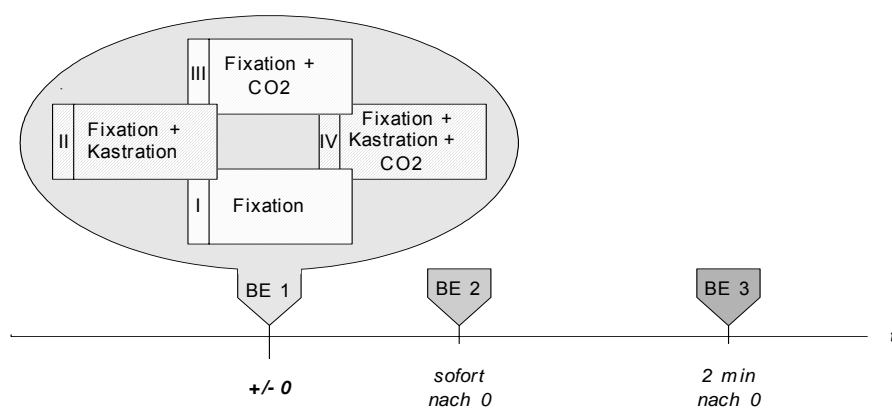 III
Fixation +
CO2
II
Fixation +
Kastration
IV
Fixation +
Kastration +
CO2
I
Fixation
BE 1
BE 2
BE 3
t
+/- 0
sofort
nach 0
2 min
nach 0